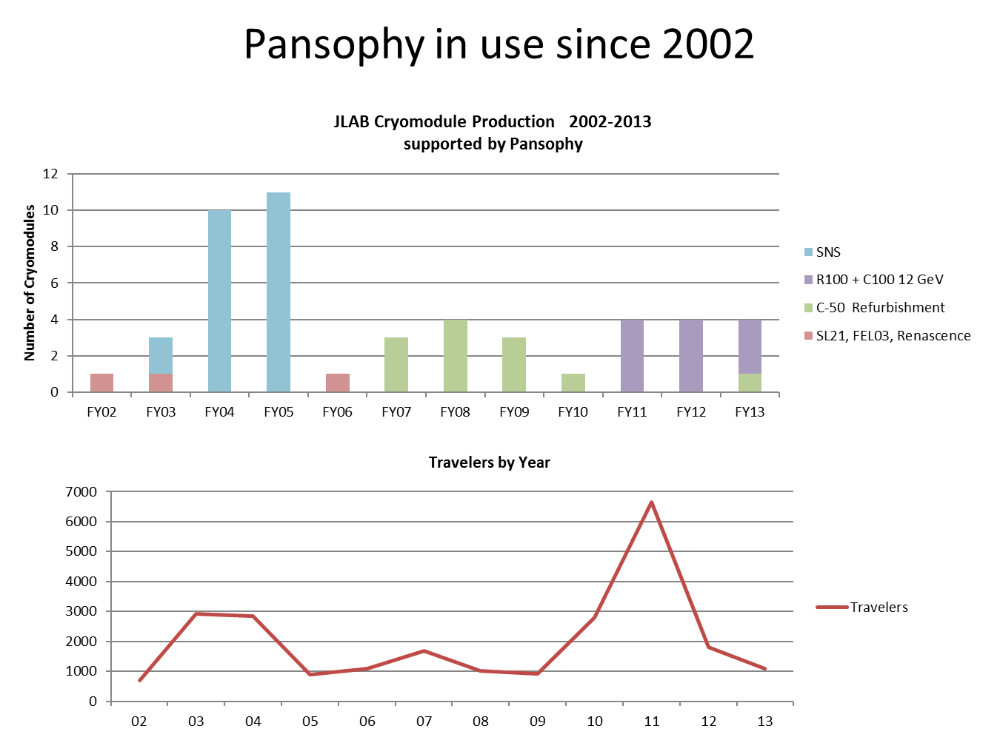 Pansophy in use since 2002
JLAB Cryomodule Production 2002-2013
supported by Pansophy
Number of Cryomodules
12
10
8
6
4
2
0
FY02 FY03 FY04 FY05 FY06 FY07 FY08 FY09 FY10 FY11 FY12 FY13
SNS
R100 + C100 12 GeV
C-50 Refurbishment
SL21, FEL03, Renascence
Travelers by Year
7000
6000
5000
4000
3000
2000
1000
0
02 03 04 05 06 07 08 09 10 11 12 13
Travelers